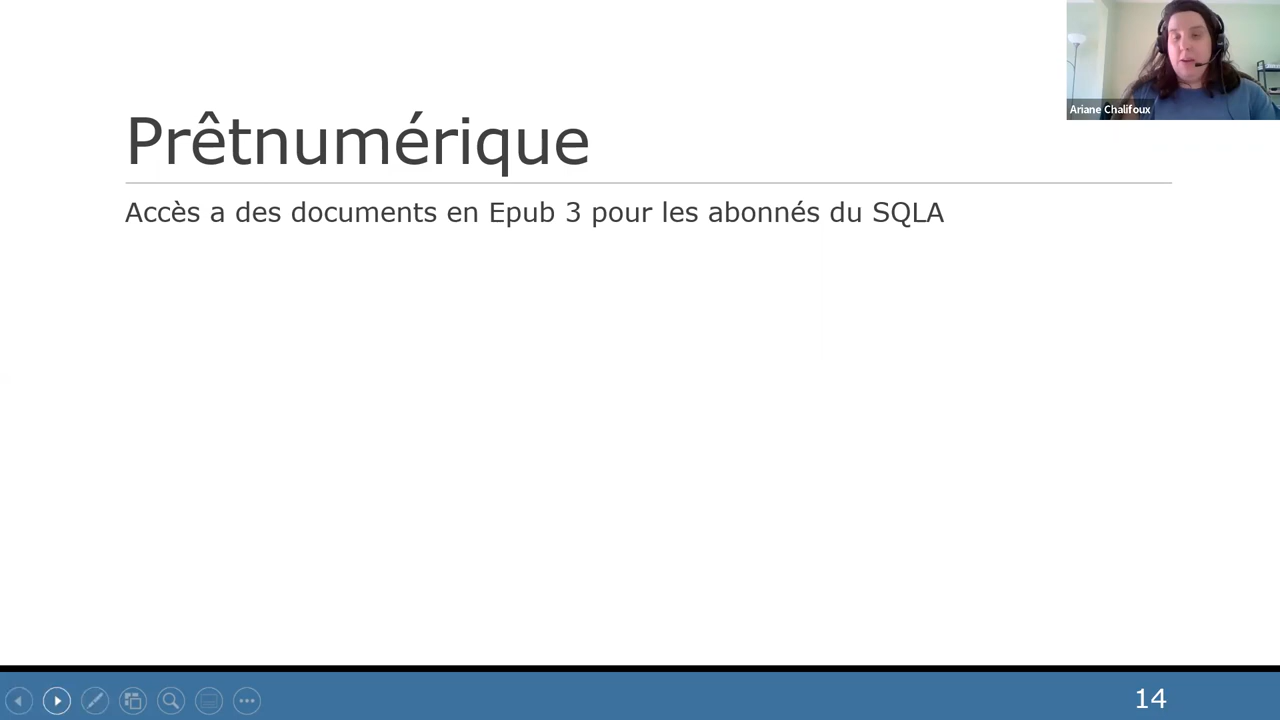 Ariane Chalifoux
Prêtnumérique
Accès a des documents en Epub 3 pour les abonnés du SQLA
14